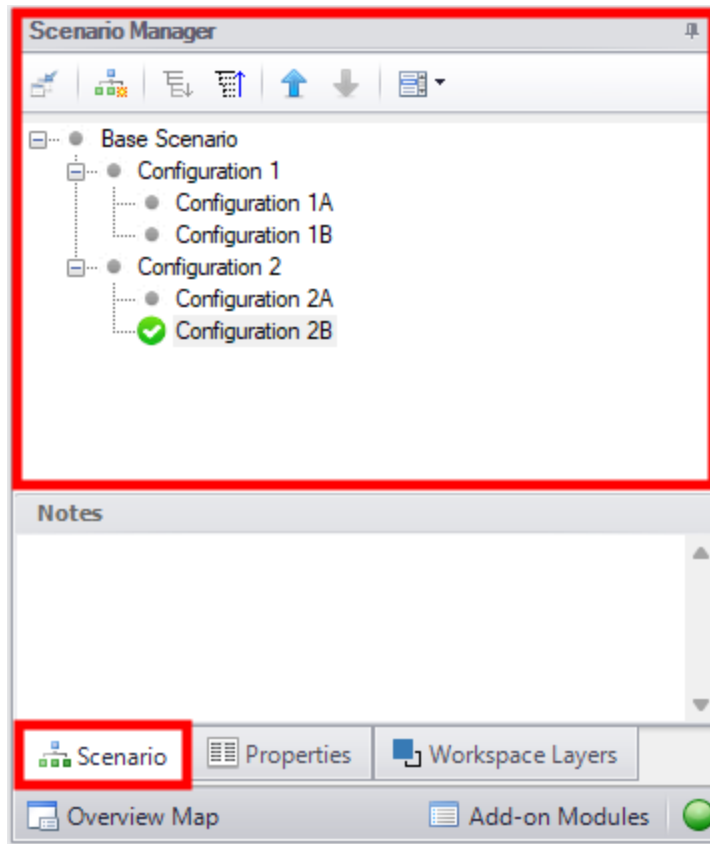 Scenario Manager
Base Scenario
Configuration 1
Configuration 1A
Configuration 1B
Configuration 2
Configuration 2A
Configuration 2B
Notes
Scenario Properties Workspace Layers
Overview Map Add-on Modules